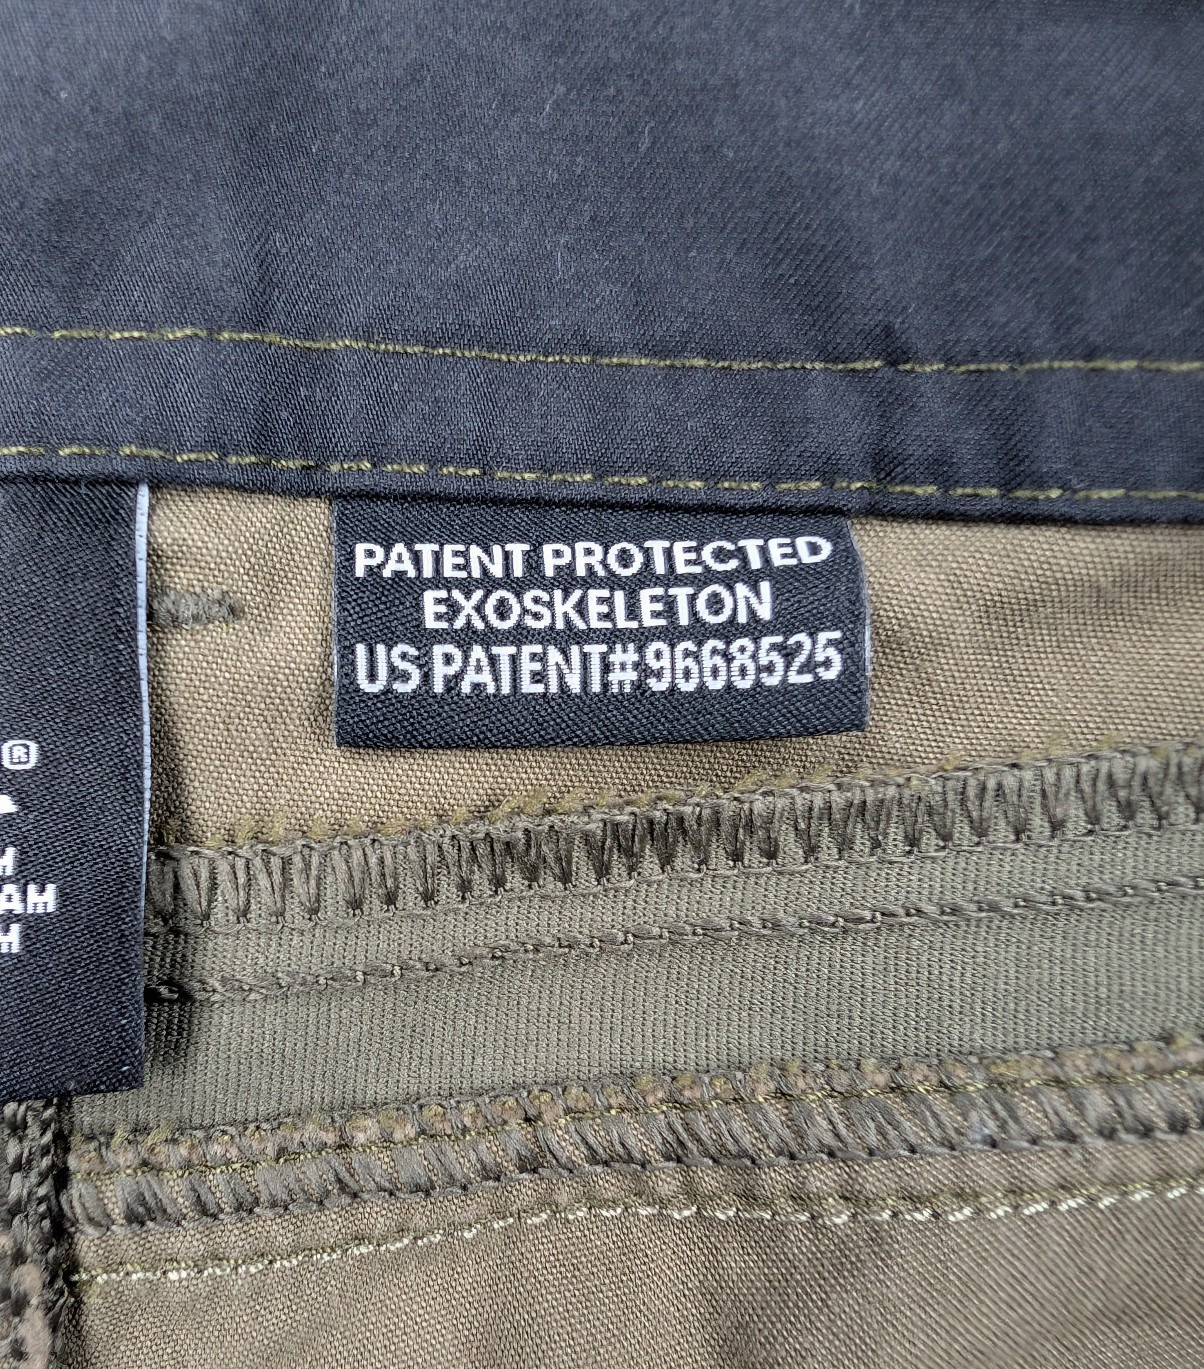 PATENT PROTECTED
EXOSKELETON
US PATENT#9668525
®